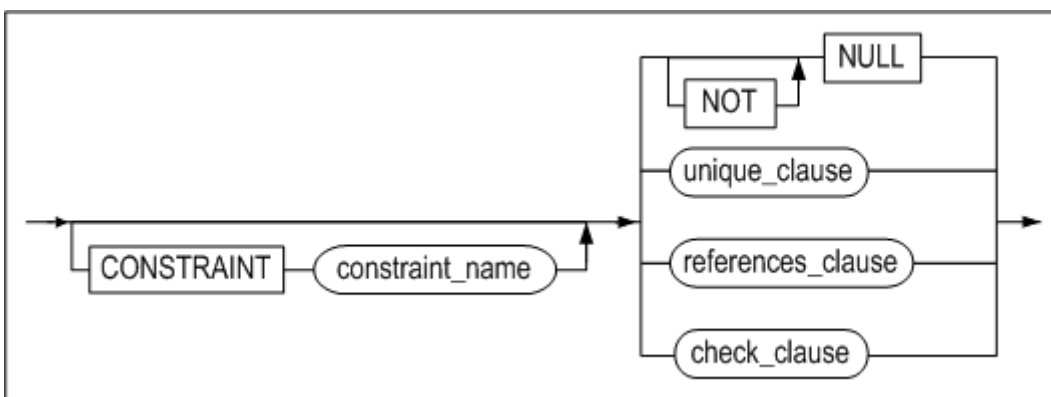 NULL
NOT
unique_clause
CONSTRAINT constraint_name
references_clause
check_clause